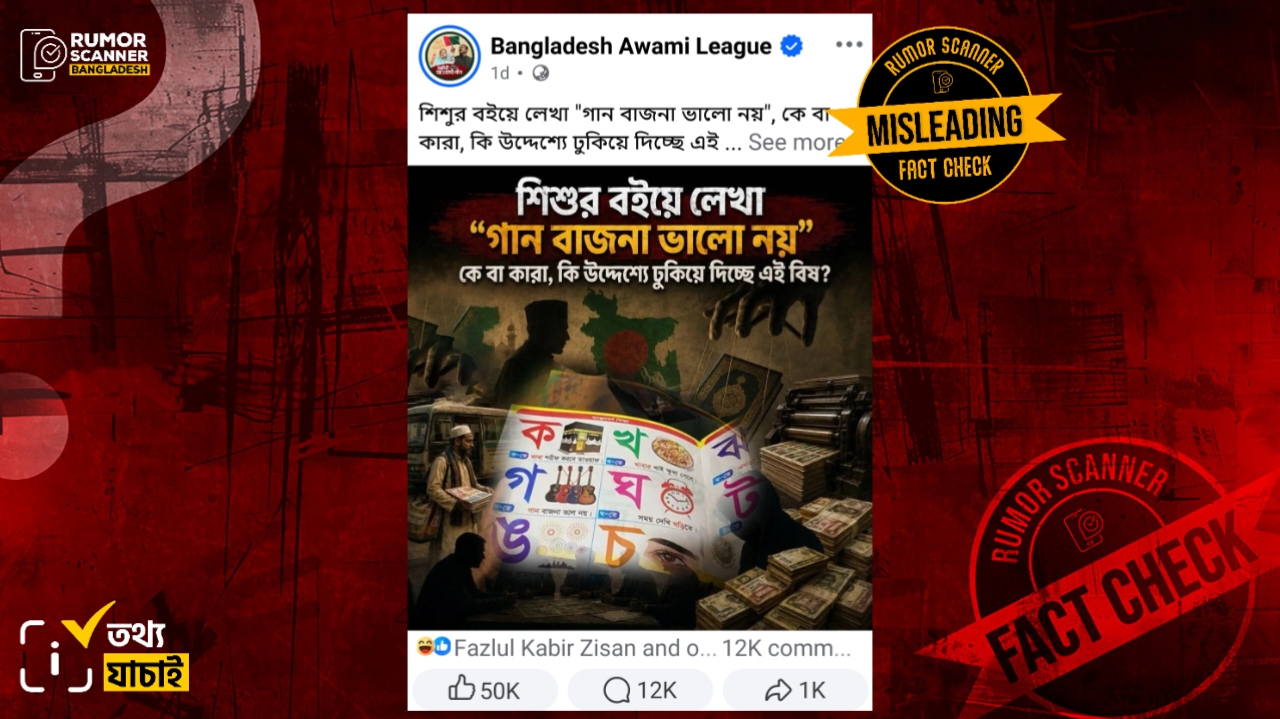 RUMOR
SCANNER
BANGLADESH
Bangladesh Awami League
1d
শিশুর বইয়ে লেখা "গান বাজনা ভালো নয়", কে বা
কারা, কি উদ্দেশ্যে ঢুকিয়ে দিচ্ছে এই ... See more
RUMOR SCANNER
MISLEADING
FACT CHECK
শিশুর বইয়ে লেখা
“গান বাজনা ভালো নয়”
কে বা কারা, কি উদ্দেশ্যে ঢুকিয়ে দিচ্ছে এই বিষ?
ক খ
গ ঘ ট
গান বাজনা ভাল নয়। সময় দেখি ঘড়িতে।
ঙ চ
RUMOR SCANNER
FACT CHECK
তথ্য
যাচাই
Fazlul Kabir Zisan and o... 12K comm...
50K 12K 1K